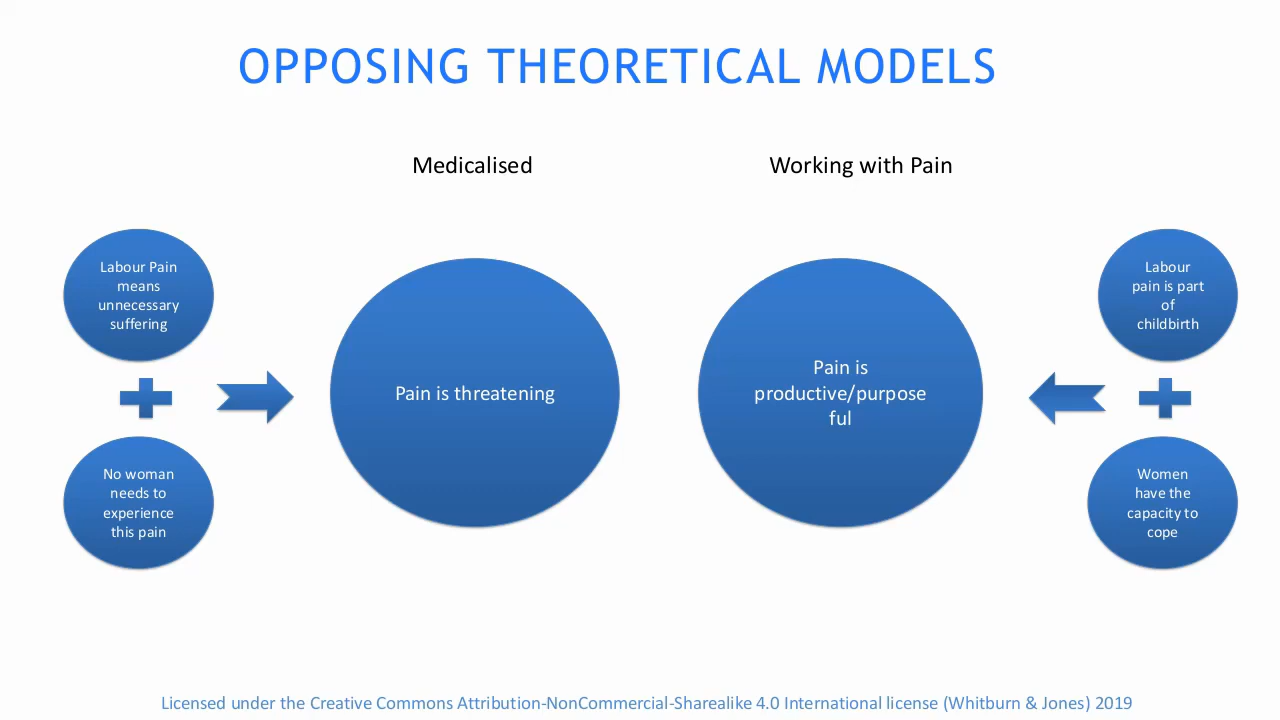 OPPOSING THEORETICAL MODELS
Medicalised
Labour Pain
means
unnecessary
suffering
No woman
needs to
experience
this pain
Pain is threatening
Working with Pain
Pain is
productive/purpose
ful
Labour
pain is part
of
childbirth
Women
have the
capacity to
cope
Licensed under the Creative Commons Attribution-NonCommercial-Sharealike 4.0 International license (Whitburn & Jones) 2019